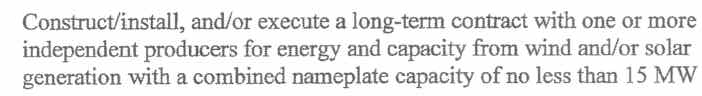 Construct/install, and/or execute a long-term contract with one or more
independent producers for energy and capacity from wind and/or solar
generation with a combined nameplate capacity of no less than 15 MW